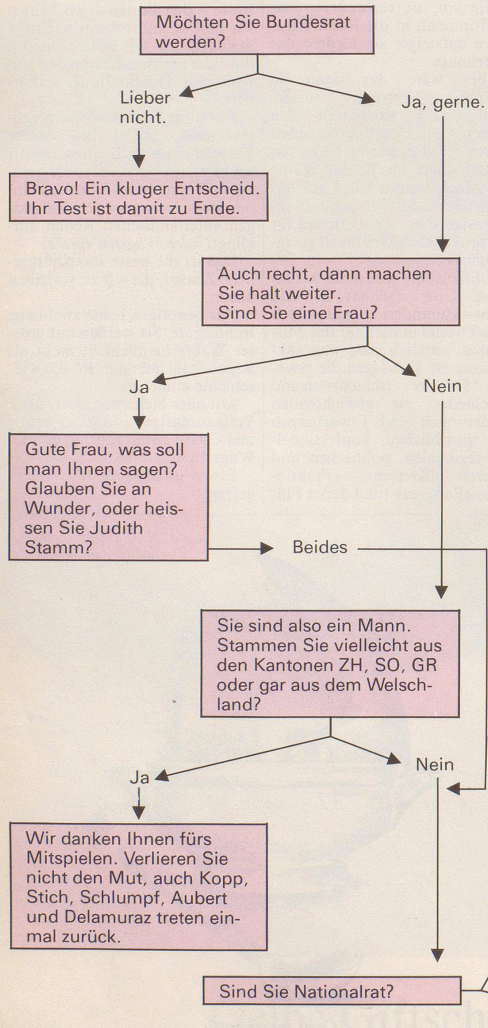 Möchten Sie Bundesrat
werden?
Lieber
nicht.
Ja, gerne.
Bravo! Ein kluger Entscheid.
Ihr Test ist damit zu Ende.
Auch recht, dann machen
Sie halt weiter.
Sind Sie eine Frau?
Ja
Nein
Gute Frau, was soll
man Ihnen sagen?
Glauben Sie an
Wunder, oder heis-
sen Sie Judith
Stamm?
Beides
Sie sind also ein Mann.
Stammen Sie vielleicht aus
den Kantonen ZH, SO, GR
oder gar aus dem Welsch-
land?
Ja
Nein
Wir danken Ihnen fürs
Mitspielen. Verlieren Sie
nicht den Mut, auch Kopp,
Stich, Schlumpf, Aubert
und Delamuraz treten ein-
mal zurück.
Sind Sie Nationalrat?